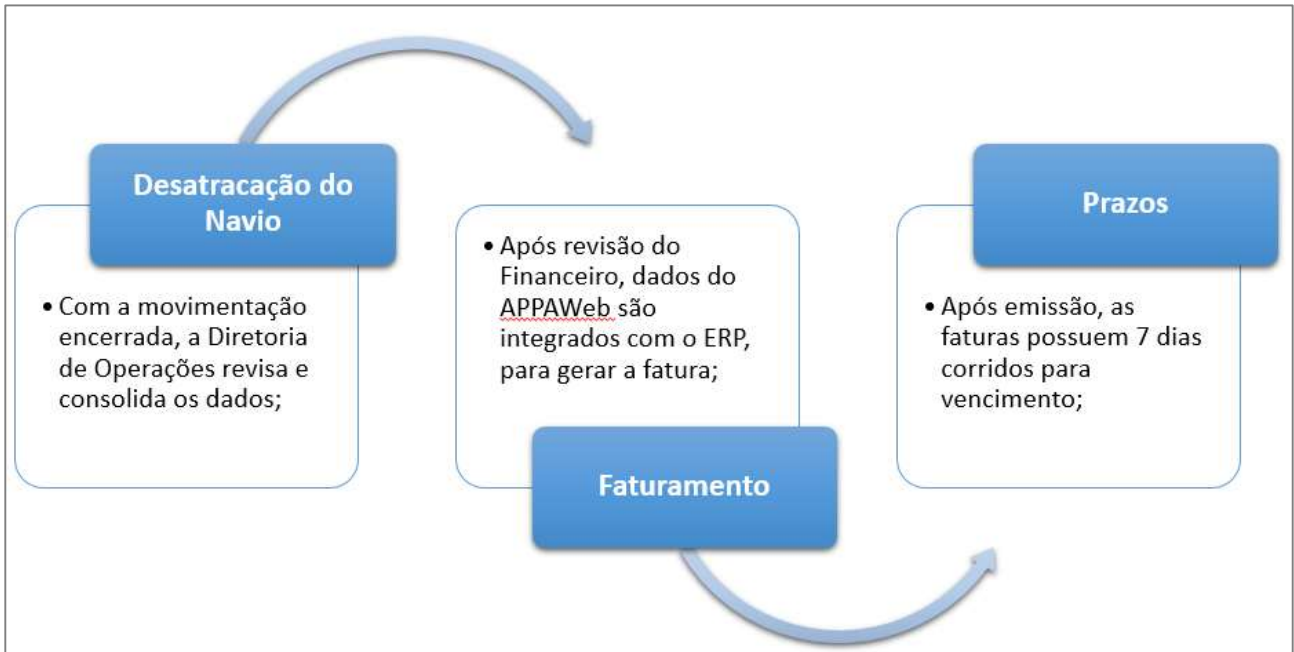 Desatracação do
Navio
• Com a movimentação
encerrada, a Diretoria
de Operações revisa e
consolida os dados;
• Após revisão do
Financeiro, dados do
APPAWeb são
integrados com o ERP,
para gerar a fatura;
Faturamento
Prazos
• Após emissão, as
faturas possuem 7 dias
corridos para
vencimento;